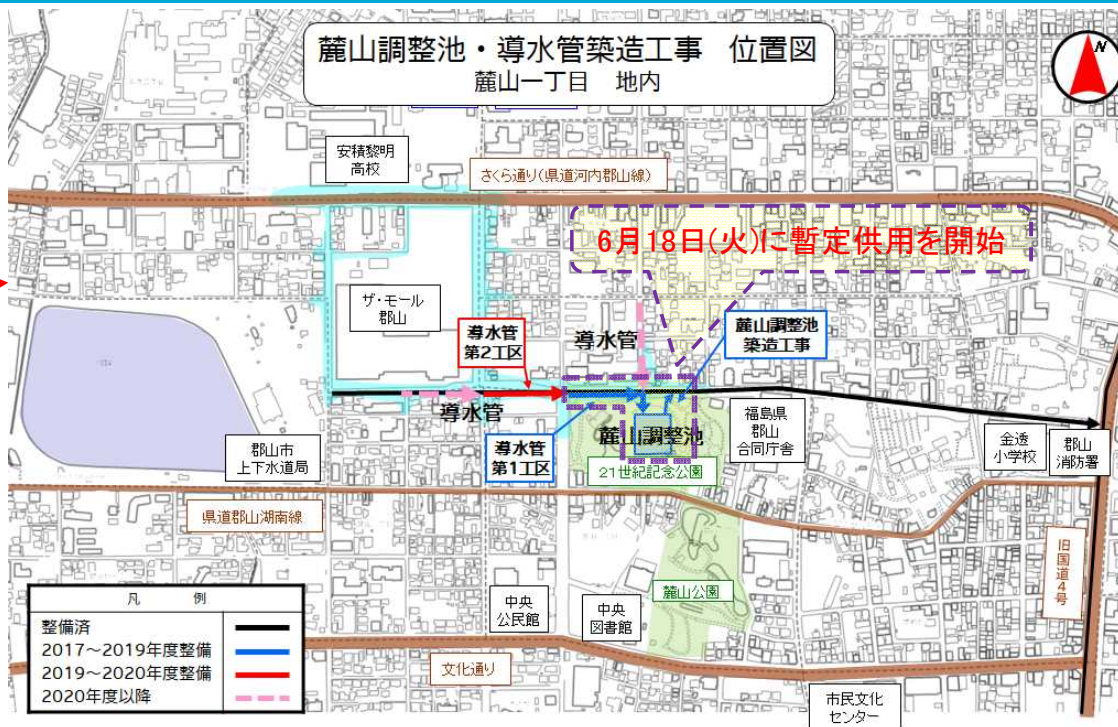 麓山調整池・導水管築造工事 位置図
麓山一丁目 地内
N
安積黎明
高校
さくら通り(県道河内郡山線)
6月18日(火)に暫定供用を開始
ザ・モール
郡山
導水管
第2工区
導水管
麓山調整池
築造工事
導水管
郡山市
上下水道局
導水管
第1工区
麓山調整池
21世紀記念公園
福島県
郡山
合同庁舎
金透
小学校
郡山
消防署
県道郡山湖南線
旧国道4号
麓山公園
中央
公民館
中央
図書館
文化通り
市民文化
センター
凡 例
整備済
2017~2019年度整備
2019~2020年度整備
2020年度以降